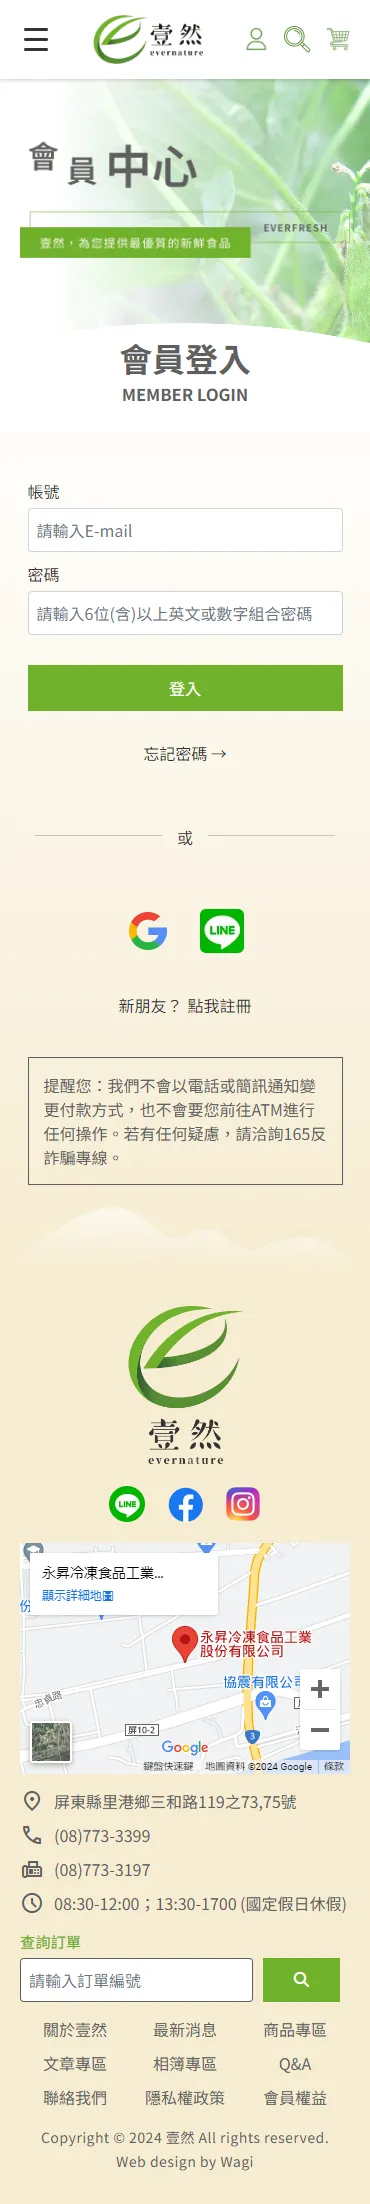 壹然
evernature
會員中心
EVERFRESH
壹然，為您提供最優質的新鮮食品
會員登入
MEMBER LOGIN
帳號
請輸入E-mail
密碼
請輸入6位(含)以上英文或數字組合密碼
登入
忘記密碼 →
或
LINE
新朋友？ 點我註冊
提醒您：我們不會以電話或簡訊通知變
更付款方式，也不會要您前往ATM進行
任何操作。若有任何疑慮，請洽詢165反
詐騙專線。
壹然
evernature
LINE
永昇冷凍食品工業...
顯示詳細地圖
永昇冷凍食品工業
股份有限公司
協震有限公司
忠貞路
屏10-2
3
Google
鍵盤快速鍵 地圖資料 ©2024 Google 條款
屏東縣里港鄉三和路119之73,75號
(08)773-3399
(08)773-3197
08:30-12:00；13:30-1700 (國定假日休假)
查詢訂單
請輸入訂單編號
關於壹然 最新消息 商品專區
文章專區 相簿專區 Q&A
聯絡我們 隱私權政策 會員權益
Copyright © 2024 壹然 All rights reserved.
Web design by Wagi